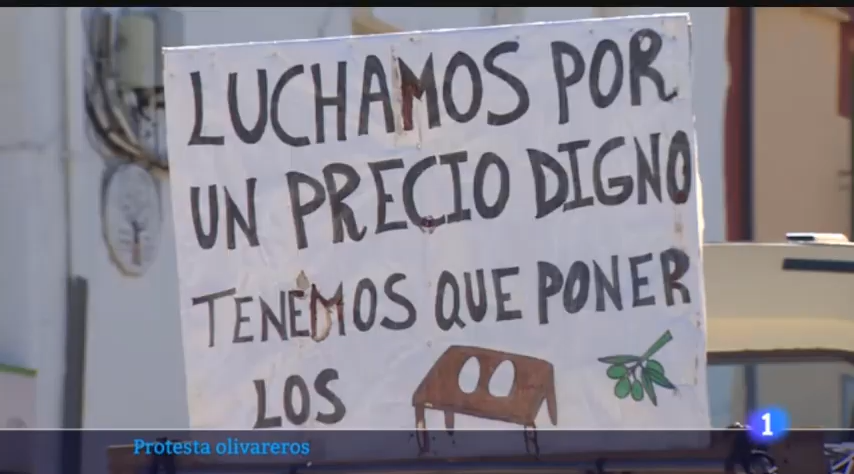 LUCHAMOS POR
UN PRECIO DIGNO
TENEMOS QUE PONER
LOS
Protesta olivareros
1